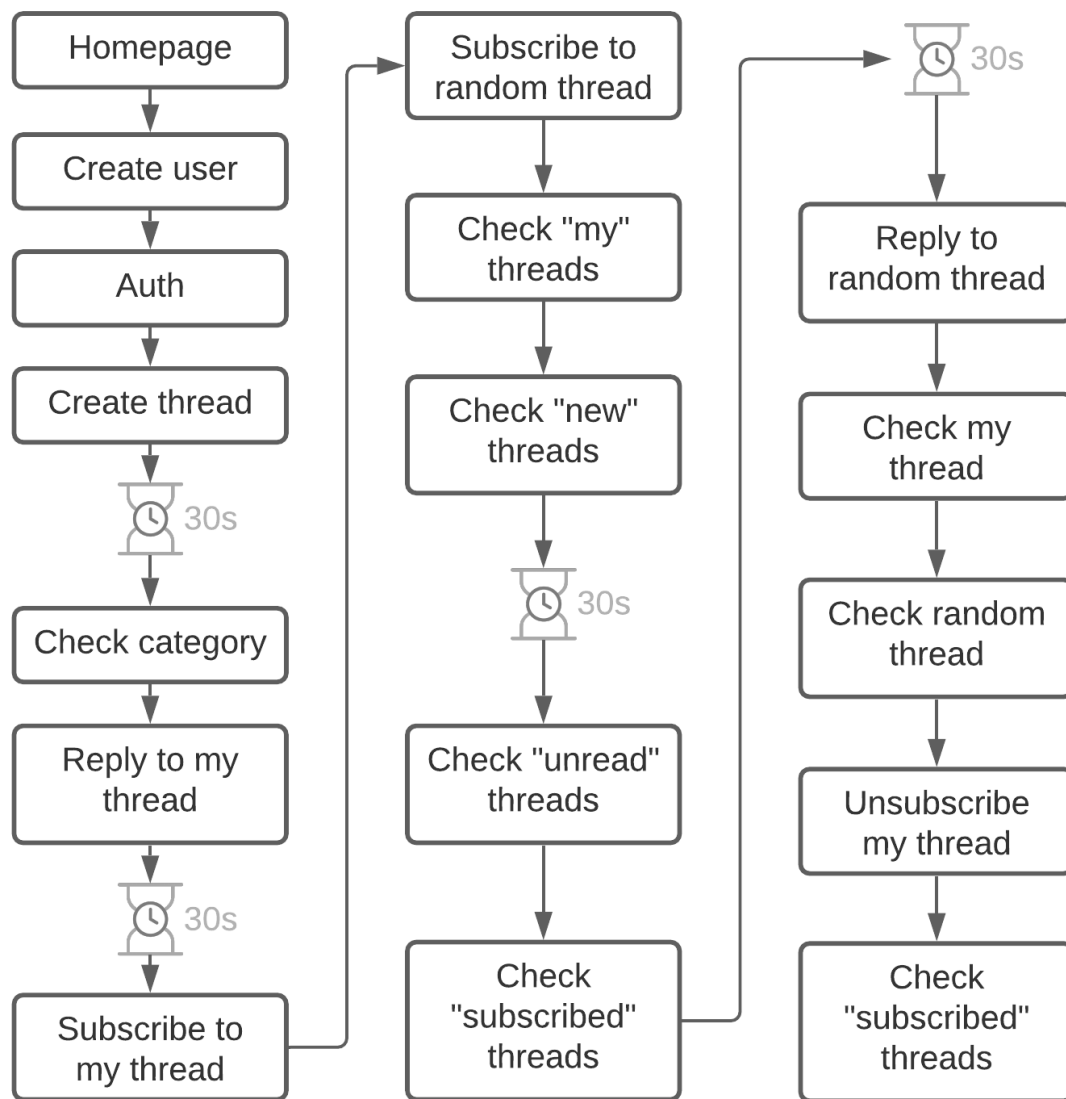 Homepage
Create user
Auth
Create thread
30s
Check category
Reply to my
thread
30s
Subscribe to
my thread
Subscribe to
random thread
Check "my"
threads
Check "new"
threads
30s
Check "unread"
threads
Check
"subscribed"
threads
30s
Reply to
random thread
Check my
thread
Check random
thread
Unsubscribe
my thread
Check
"subscribed"
threads